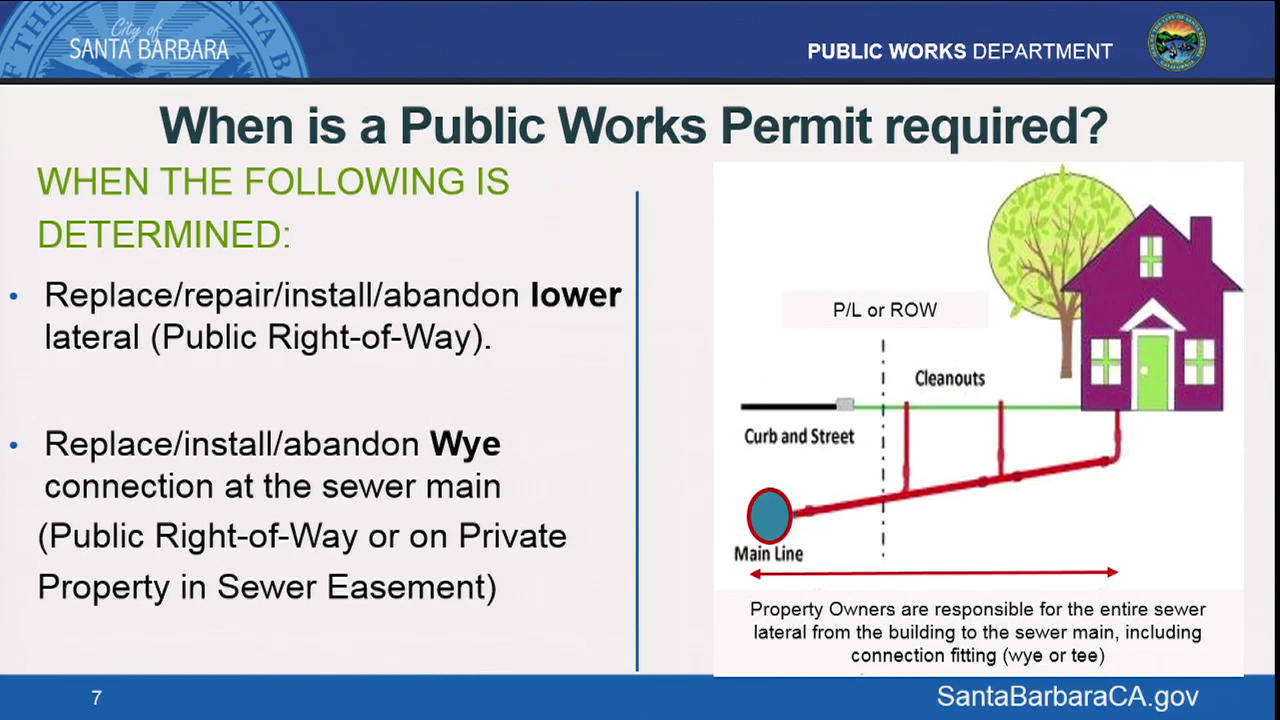 City of
SANTA BARBARA
PUBLIC WORKS DEPARTMENT
When is a Public Works Permit required?
WHEN THE FOLLOWING IS
DETERMINED:
• Replace/repair/install/abandon lower
lateral (Public Right-of-Way).
• Replace/install/abandon Wye
connection at the sewer main
(Public Right-of-Way or on Private
Property in Sewer Easement)
P/L or ROW
Cleanouts
Curb and Street
Main Line
Property Owners are responsible for the entire sewer
lateral from the building to the sewer main, including
connection fitting (wye or tee)
7
SantaBarbaraCA.gov